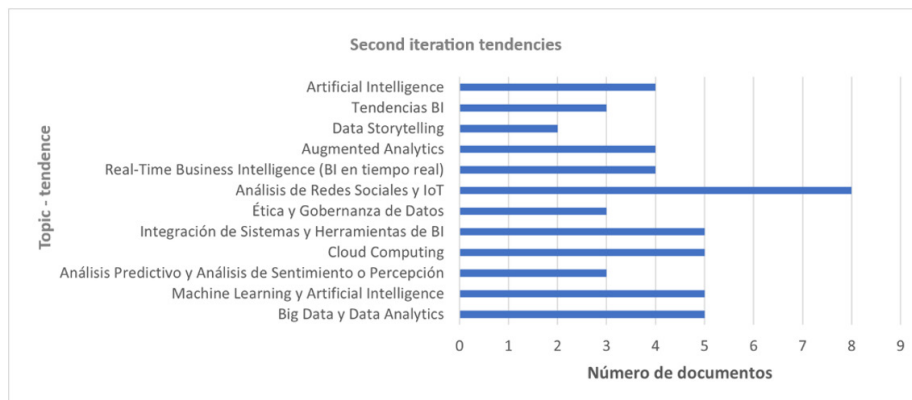 Second iteration tendencies
Topic - tendence
Artificial Intelligence
Tendencias BI
Data Storytelling
Augmented Analytics
Real-Time Business Intelligence (BI en tiempo real)
Análisis de Redes Sociales y IoT
Ética y Gobernanza de Datos
Integración de Sistemas y Herramientas de BI
Cloud Computing
Análisis Predictivo y Análisis de Sentimiento o Percepción
Machine Learning y Artificial Intelligence
Big Data y Data Analytics
0 1 2 3 4 5 6 7 8 9
Número de documentos